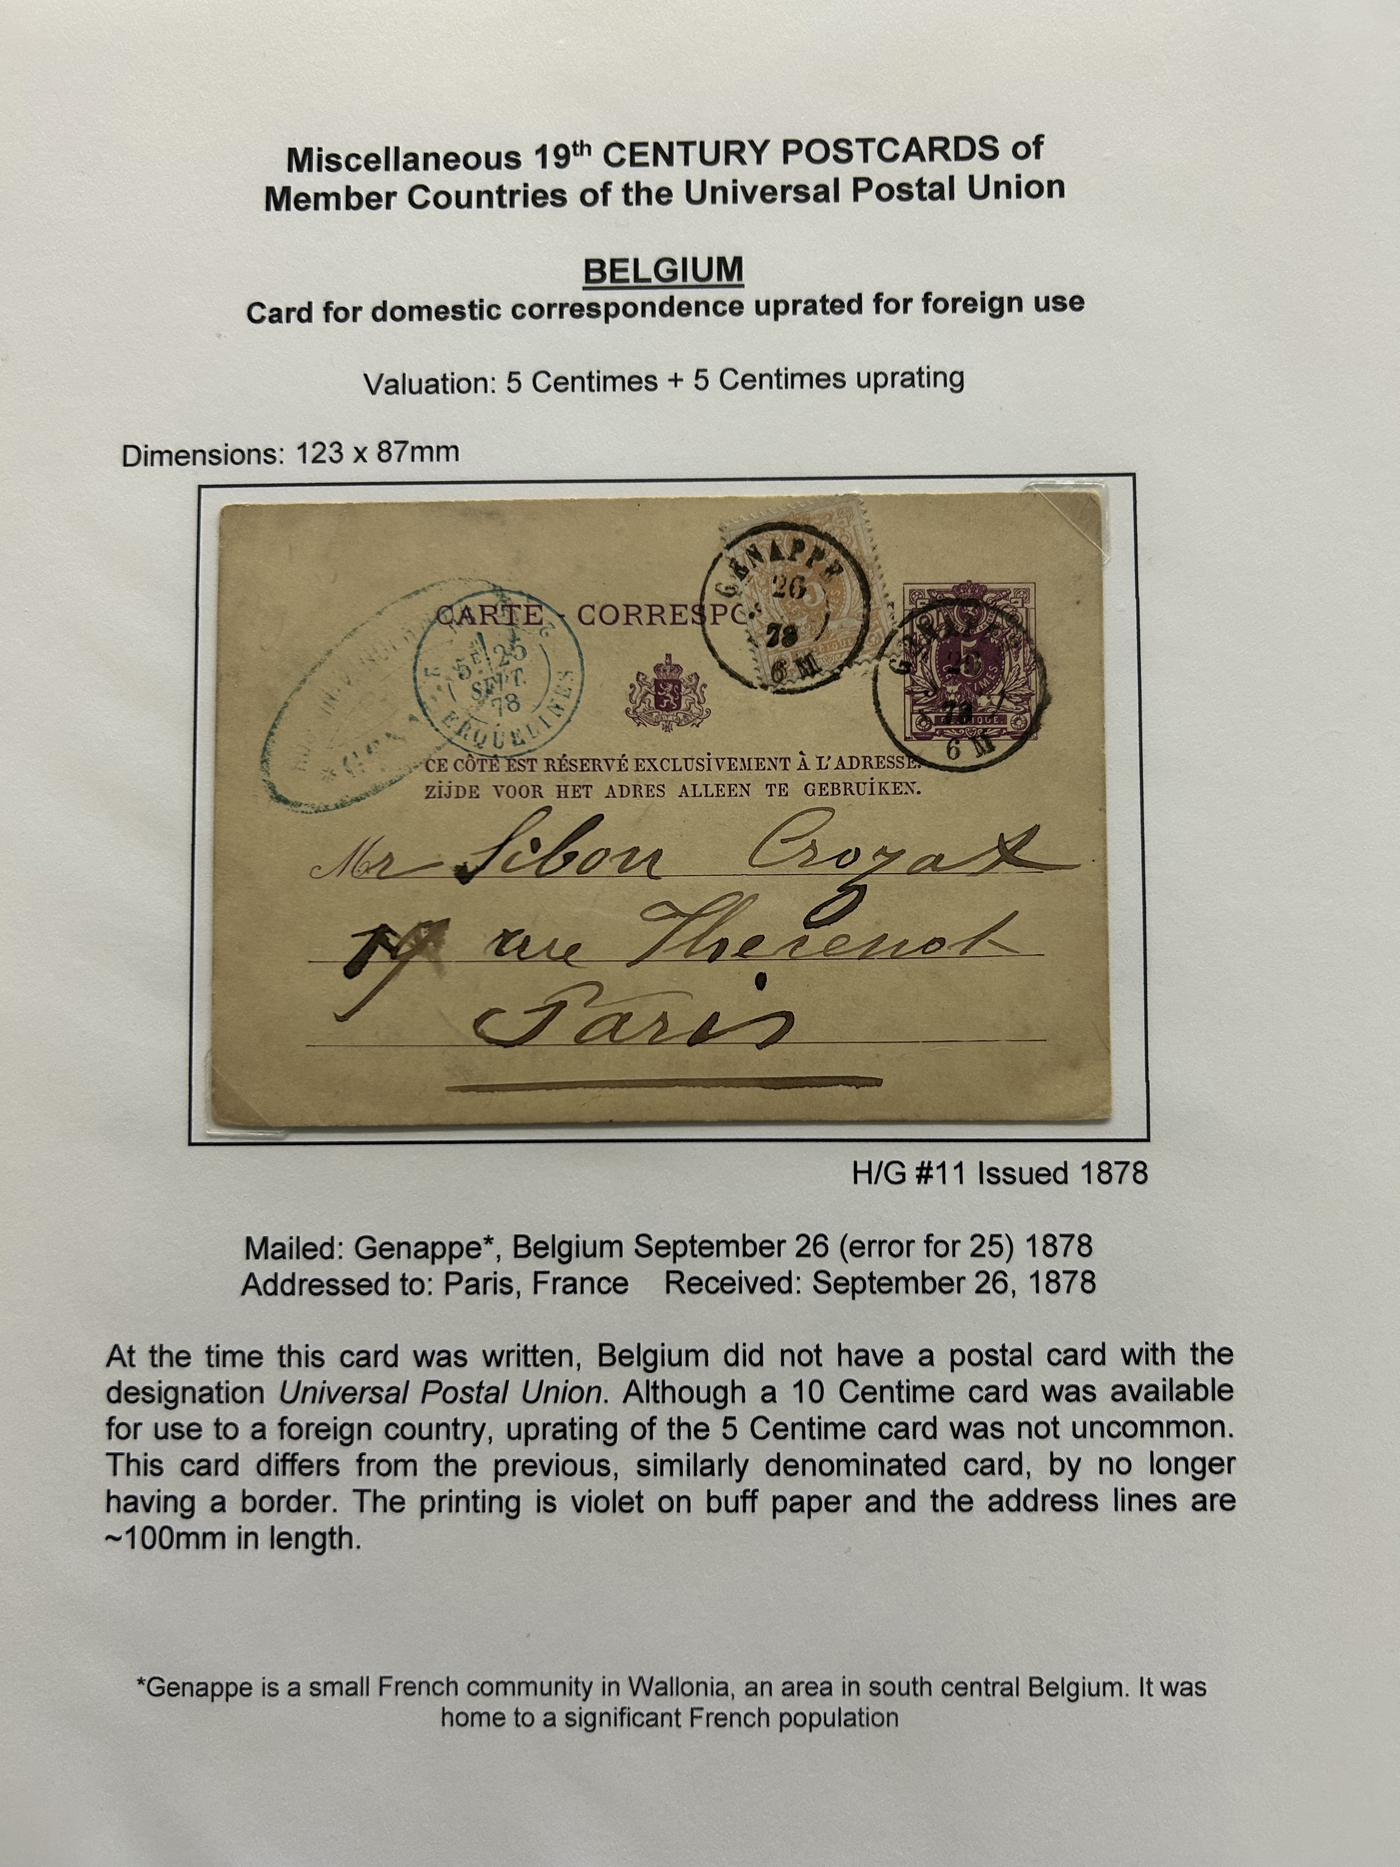 Miscellaneous 19th CENTURY POSTCARDS of
Member Countries of the Universal Postal Union
BELGIUM
Card for domestic correspondence uprated for foreign use
Valuation: 5 Centimes + 5 Centimes uprating
Dimensions: 123 x 87mm
GENAPPE
26
78
6 M
5
CARTE - CORRESPO
GENAPPE
26
78
6 M
5
25
SEPT.
78
ERQUELINES
CE CÔTÉ EST RÉSERVÉ EXCLUSIVEMENT À L'ADRESSE.
ZIJDE VOOR HET ADRES ALLEEN TE GEBRUIKEN.
Mr Sibon Crozat
19 rue Thevenot
Paris
H/G #11 Issued 1878
Mailed: Genappe*, Belgium September 26 (error for 25) 1878
Addressed to: Paris, France Received: September 26, 1878
At the time this card was written, Belgium did not have a postal card with the
designation Universal Postal Union. Although a 10 Centime card was available
for use to a foreign country, uprating of the 5 Centime card was not uncommon.
This card differs from the previous, similarly denominated card, by no longer
having a border. The printing is violet on buff paper and the address lines are
~100mm in length.
*Genappe is a small French community in Wallonia, an area in south central Belgium. It was
home to a significant French population